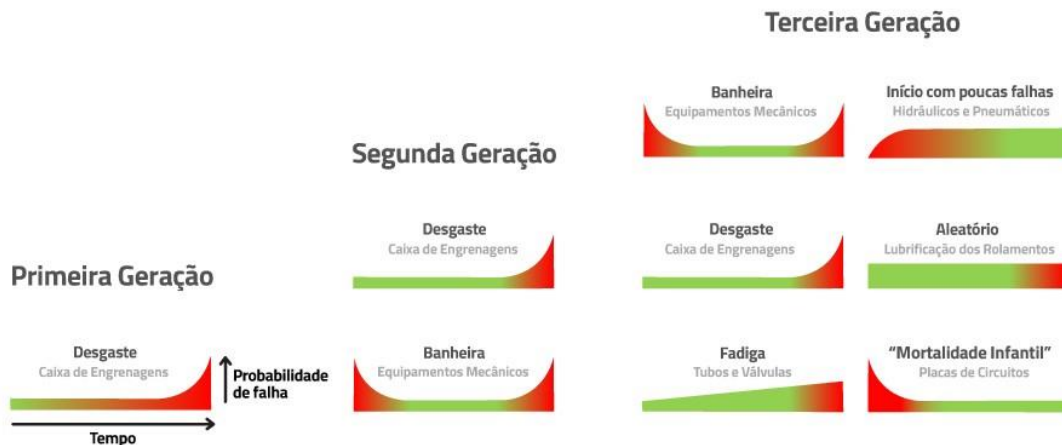 Primeira Geração
Desgaste
Caixa de Engrenagens
Probabilidade
de falha
Tempo
Segunda Geração
Desgaste
Caixa de Engrenagens
Banheira
Equipamentos Mecânicos
Terceira Geração
Banheira
Equipamentos Mecânicos
Início com poucas falhas
Hidráulicos e Pneumáticos
Desgaste
Caixa de Engrenagens
Aleatório
Lubrificação dos Rolamentos
Fadiga
Tubos e Válvulas
“Mortalidade Infantil”
Placas de Circuitos